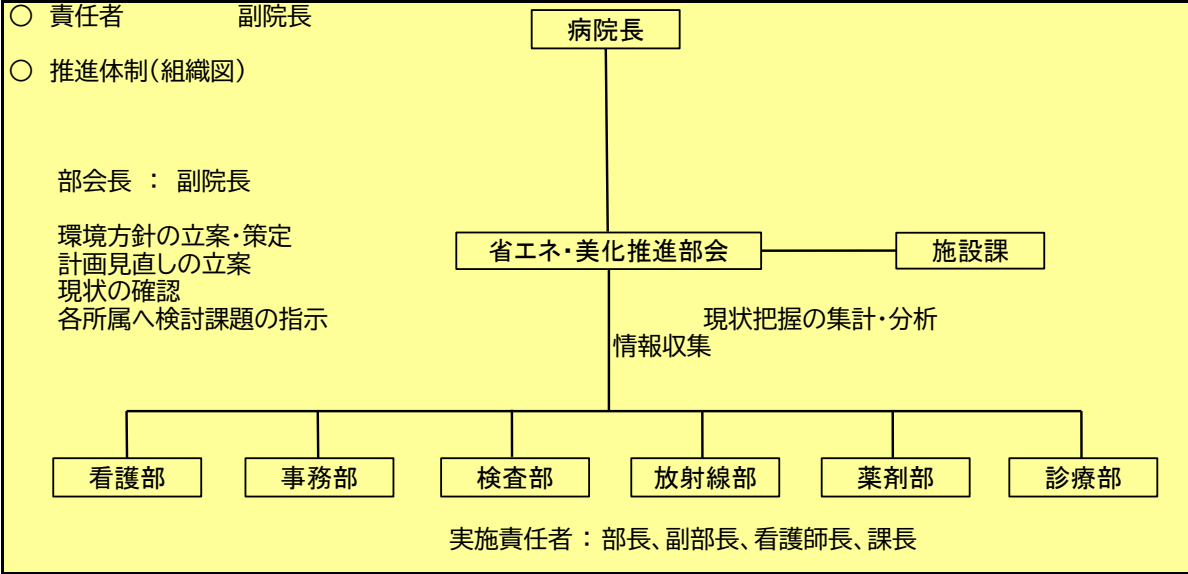 ○ 責任者 副院長
病院長
○ 推進体制(組織図)
部会長 : 副院長
環境方針の立案・策定
計画見直しの立案
現状の確認
各所属へ検討課題の指示
省エネ・美化推進部会
施設課
現状把握の集計・分析
情報収集
看護部 事務部 検査部 放射線部 薬剤部 診療部
実施責任者 : 部長、副部長、看護師長、課長